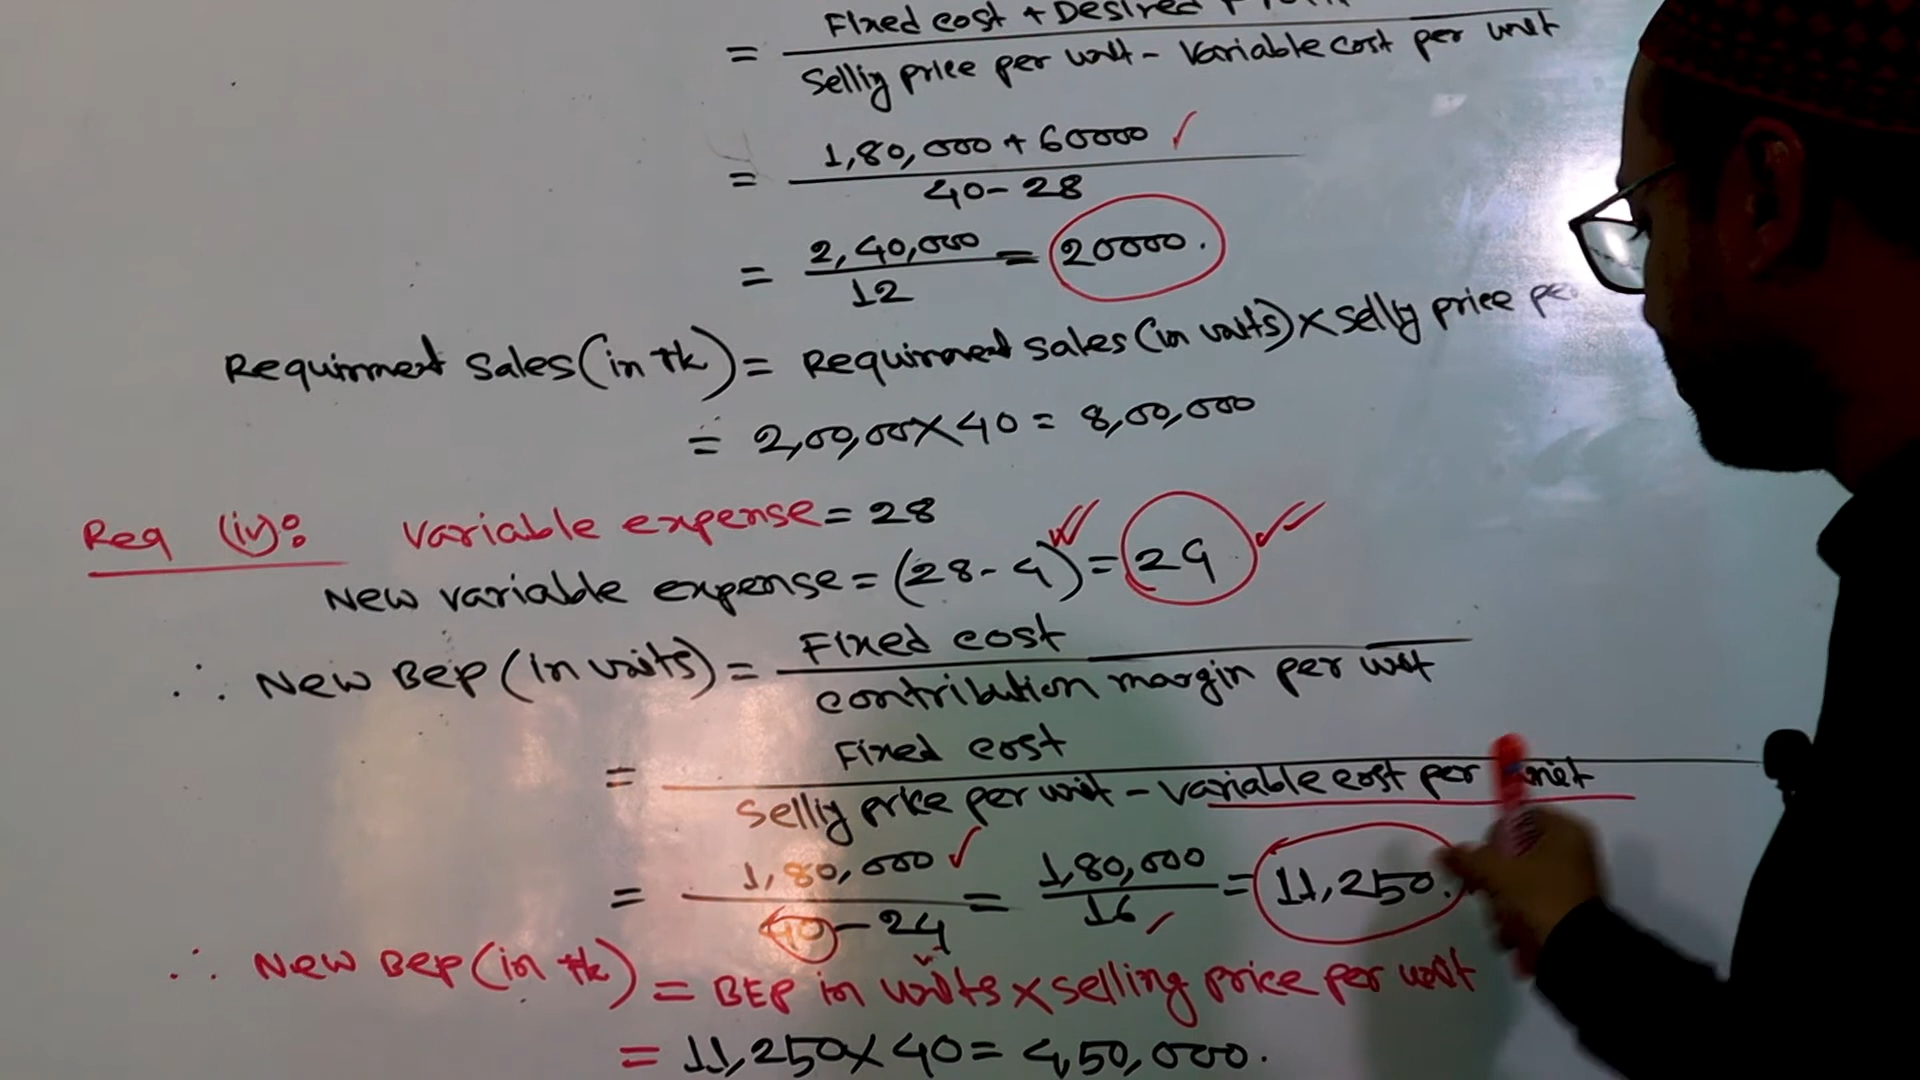 = Fixed cost + Desired
Selling price per unit - Variable cost per unit
= 1,80,000 + 60000
40 - 28
= 2,40,000 = 20000.
12
Requirment sales (in tk) = Requirment sales (in units) x selling price pe
= 2,00,00 x 40 = 8,00,000
Req (iv): Variable expense = 28
New variable expense = (28 - 4) = 24
∴ New Bep (in units) = Fixed cost
contribution margin per unit
= Fixed cost
Selling price per unit - variable cost per unit
= 1,80,000 = 1,80,000 = 11,250.
40 - 24 16
∴ New Bep (in tk) = BEP in units x selling price per unit
= 11,250 x 40 = 4,50,000.